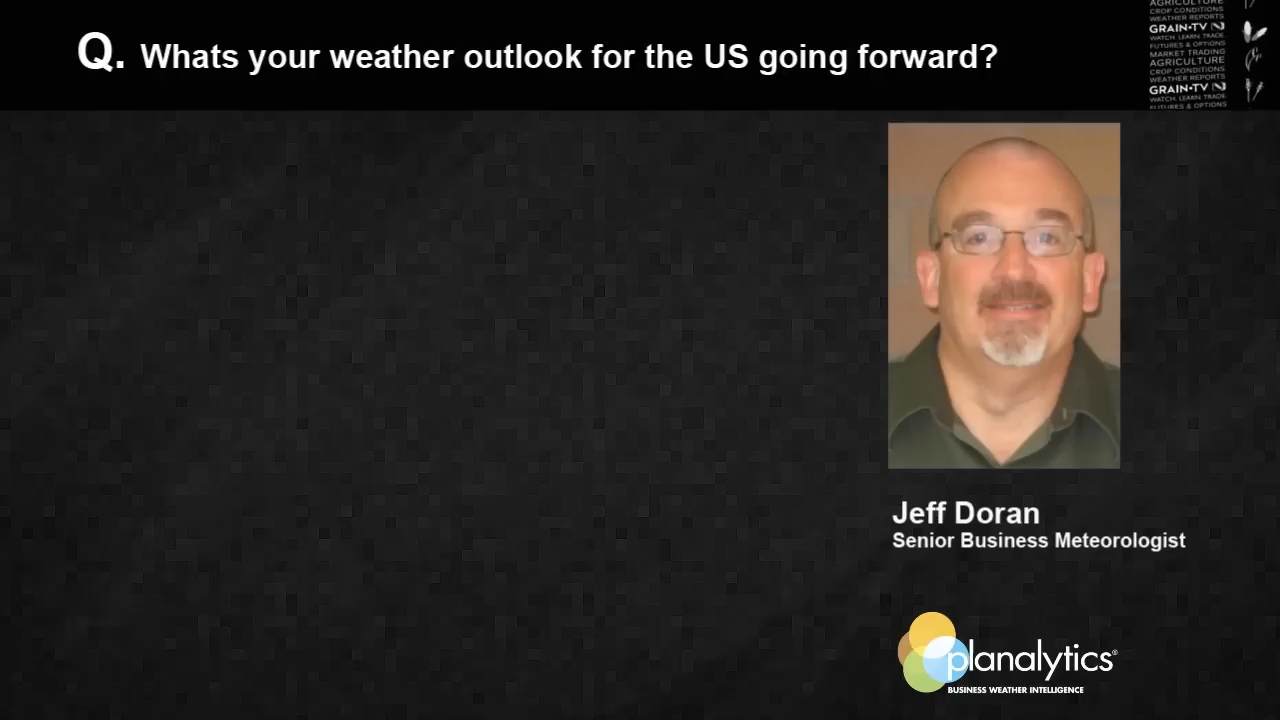 Q. Whats your weather outlook for the US going forward?
AGRICULTURE
CROP CONDITIONS
WEATHER REPORTS
GRAIN•TV
WATCH. LEARN. TRADE.
FUTURES & OPTIONS
MARKET TRADING
AGRICULTURE
CROP CONDITIONS
WEATHER REPORTS
GRAIN•TV
WATCH. LEARN. TRADE.
FUTURES & OPTIONS
Jeff Doran
Senior Business Meteorologist
planalytics®
BUSINESS WEATHER INTELLIGENCE